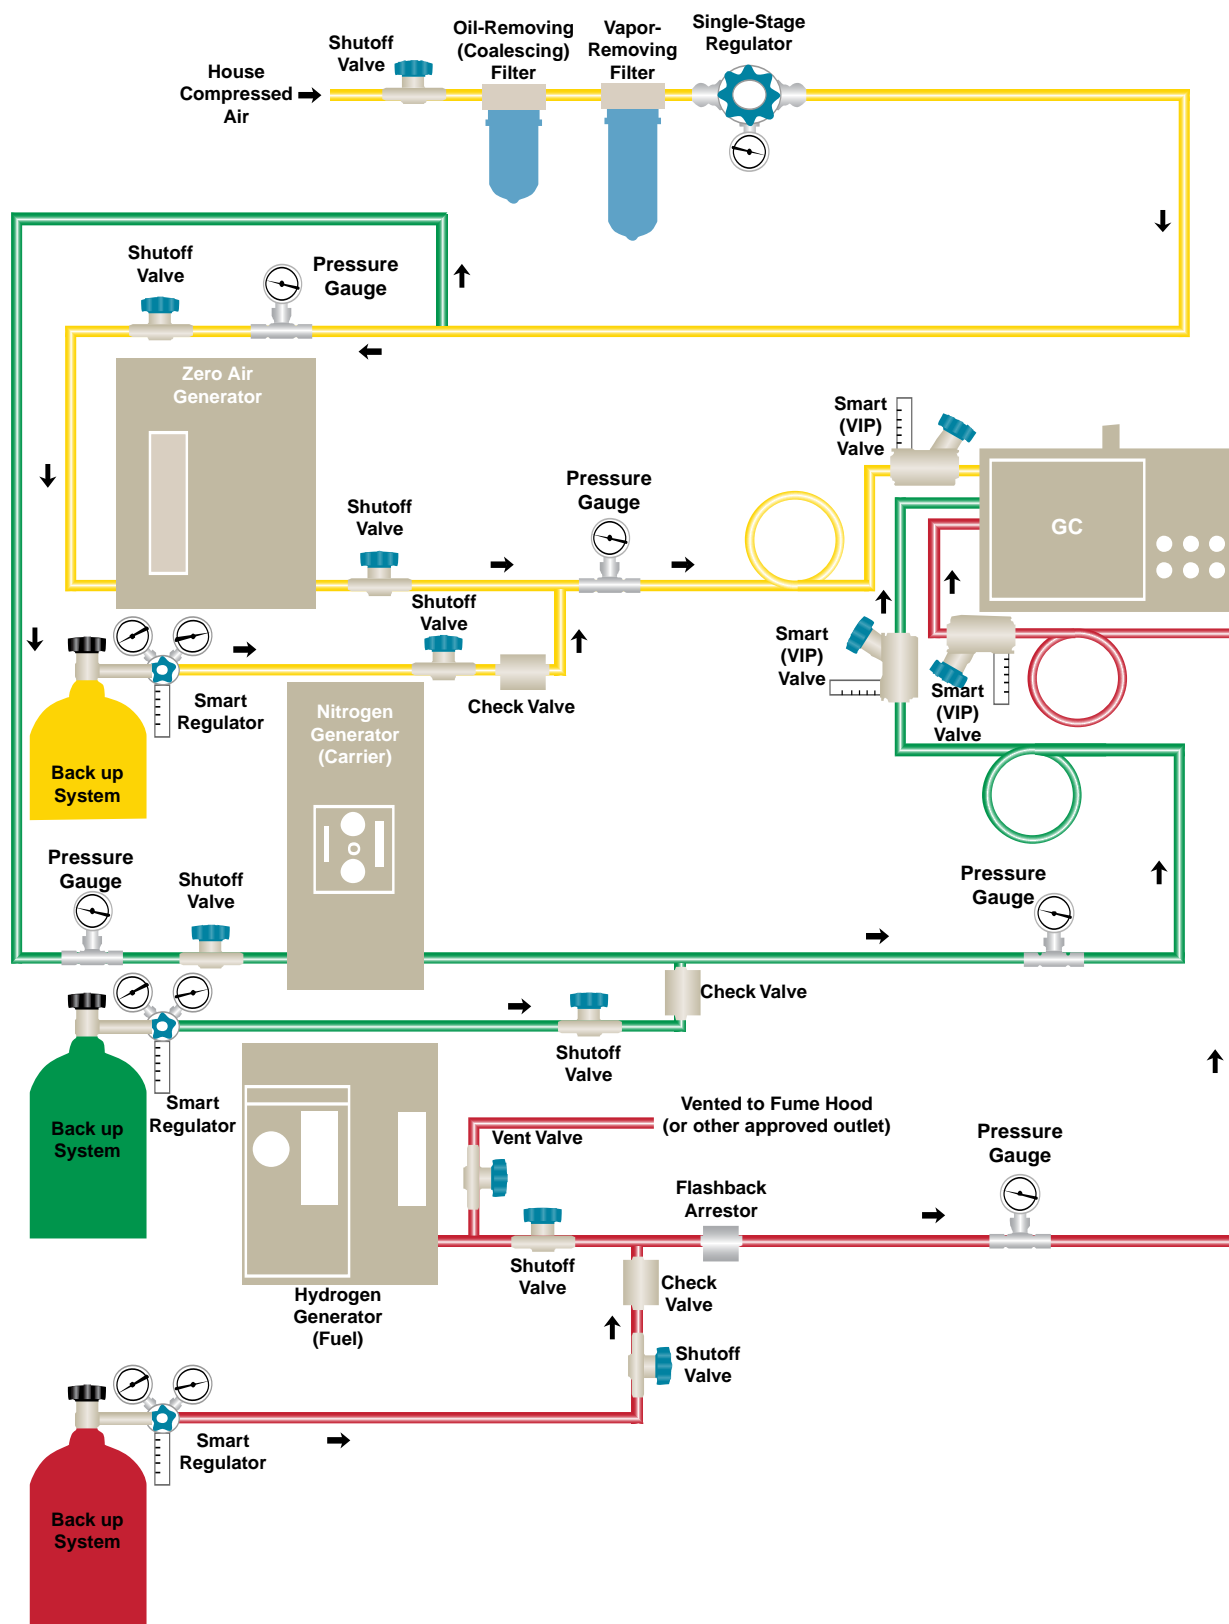 Shutoff
Valve
Oil-Removing
(Coalescing)
Filter
Vapor-
Removing
Filter
Single-Stage
Regulator
House
Compressed
Air
Shutoff
Valve
Pressure
Gauge
Zero Air
Generator
Smart
(VIP)
Valve
Pressure
Gauge
Shutoff
Valve
GC
Shutoff
Valve
Smart
(VIP)
Valve
Smart
(VIP)
Valve
Smart
Regulator
Check Valve
Nitrogen
Generator
(Carrier)
Back up
System
Pressure
Gauge
Shutoff
Valve
Pressure
Gauge
Check Valve
Shutoff
Valve
Smart
Regulator
Back up
System
Vented to Fume Hood
(or other approved outlet)
Vent Valve
Pressure
Gauge
Flashback
Arrestor
Shutoff
Valve
Check
Valve
Hydrogen
Generator
(Fuel)
Shutoff
Valve
Smart
Regulator
Back up
System